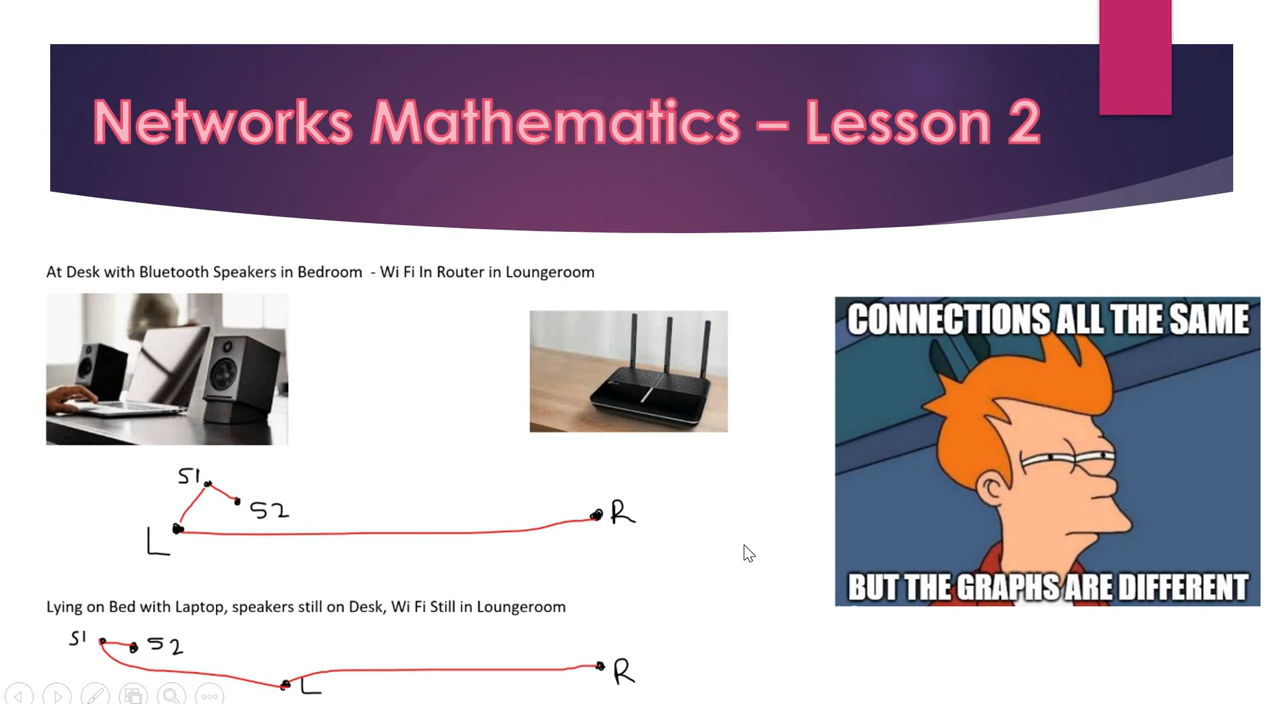 Networks Mathematics – Lesson 2
At Desk with Bluetooth Speakers in Bedroom - Wi Fi In Router in Loungeroom
CONNECTIONS ALL THE SAME
BUT THE GRAPHS ARE DIFFERENT
S1
S2
L
R
Lying on Bed with Laptop, speakers still on Desk, Wi Fi Still in Loungeroom
S1
S2
L
R